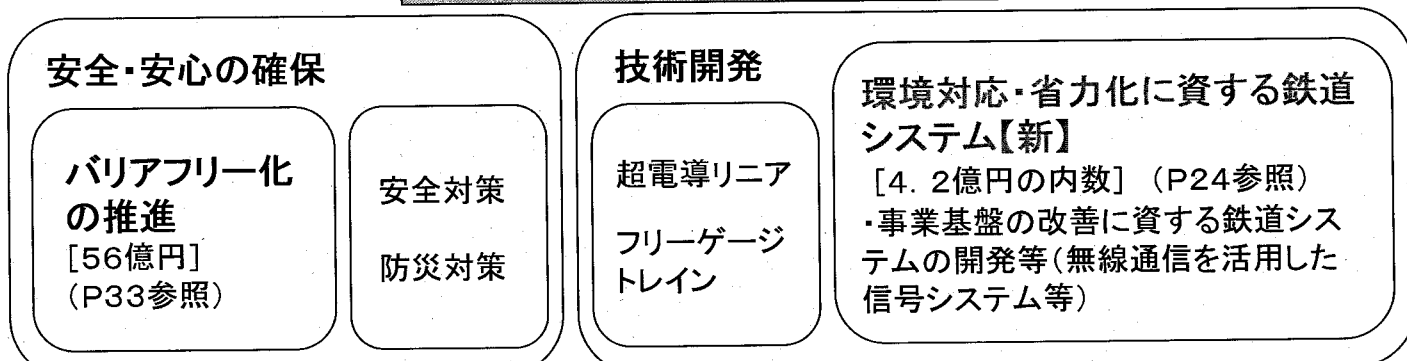 安全・安心の確保
バリアフリー化
の推進
[56億円]
(P33参照)
安全対策
防災対策
技術開発
超電導リニア
フリーゲージ
トレイン
環境対応・省力化に資する鉄道
システム【新】
[4.2億円の内数] (P24参照)
・事業基盤の改善に資する鉄道シス
テムの開発等(無線通信を活用した
信号システム等)